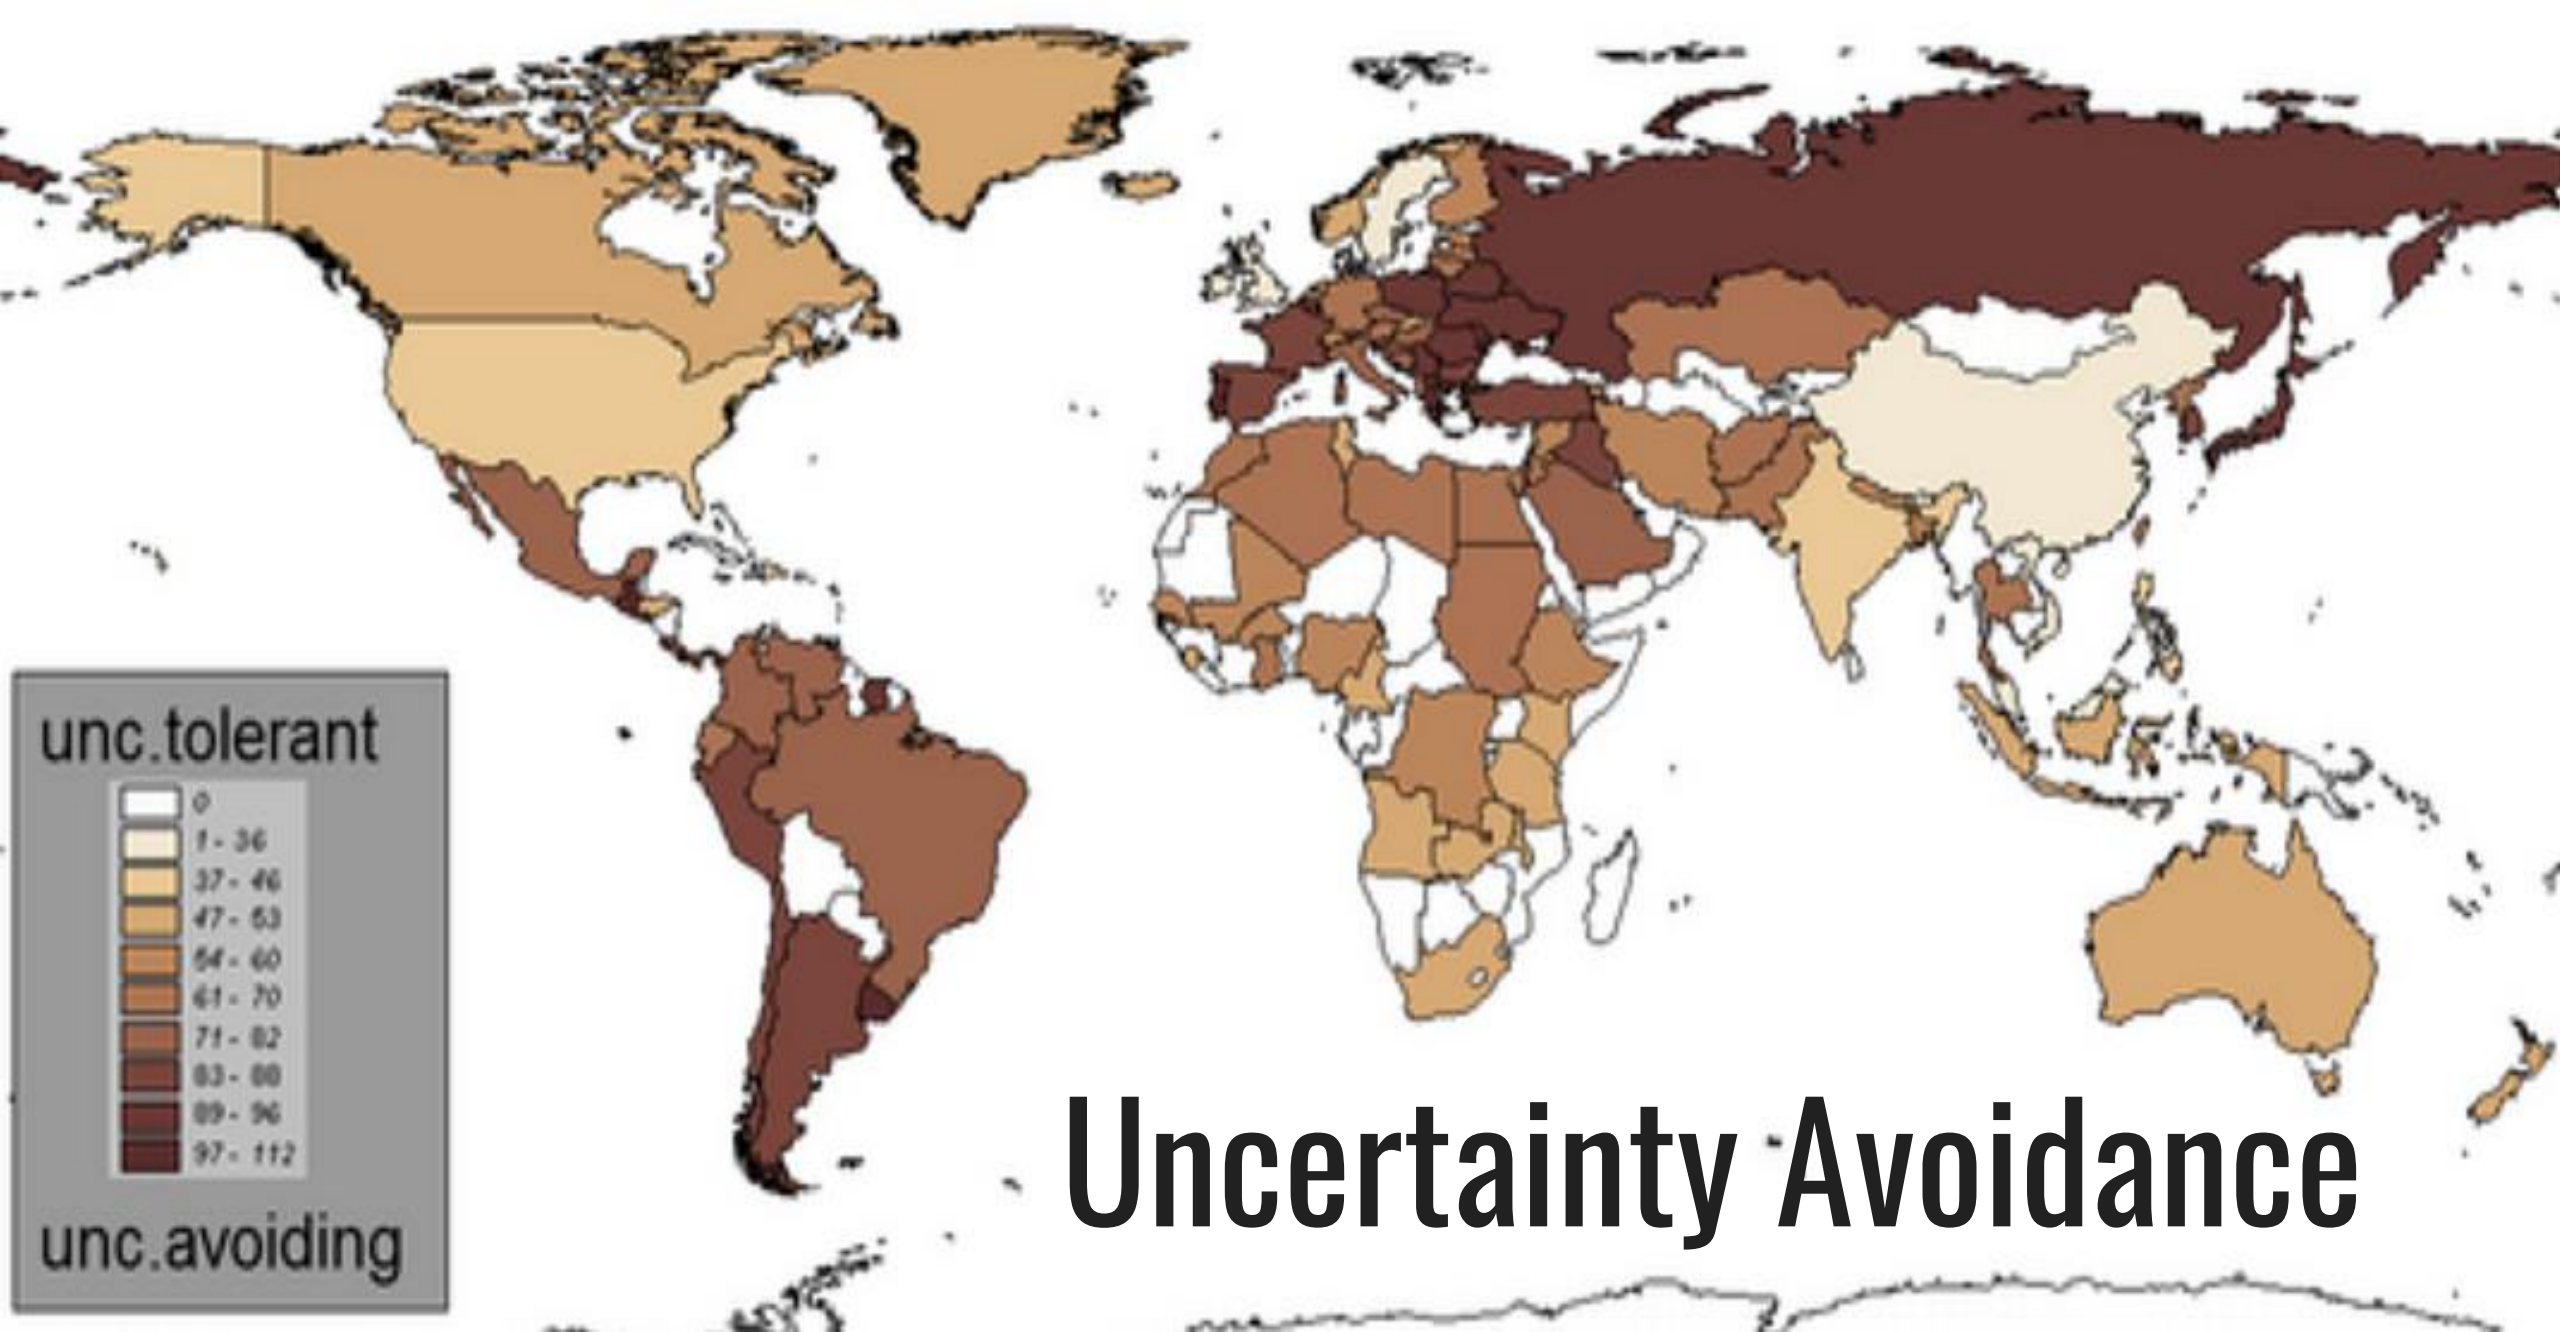 unc.tolerant
0
1 - 36
37 - 46
47 - 53
54 - 60
61 - 70
71 - 82
83 - 88
89 - 96
97 - 112
unc.avoiding
Uncertainty Avoidance